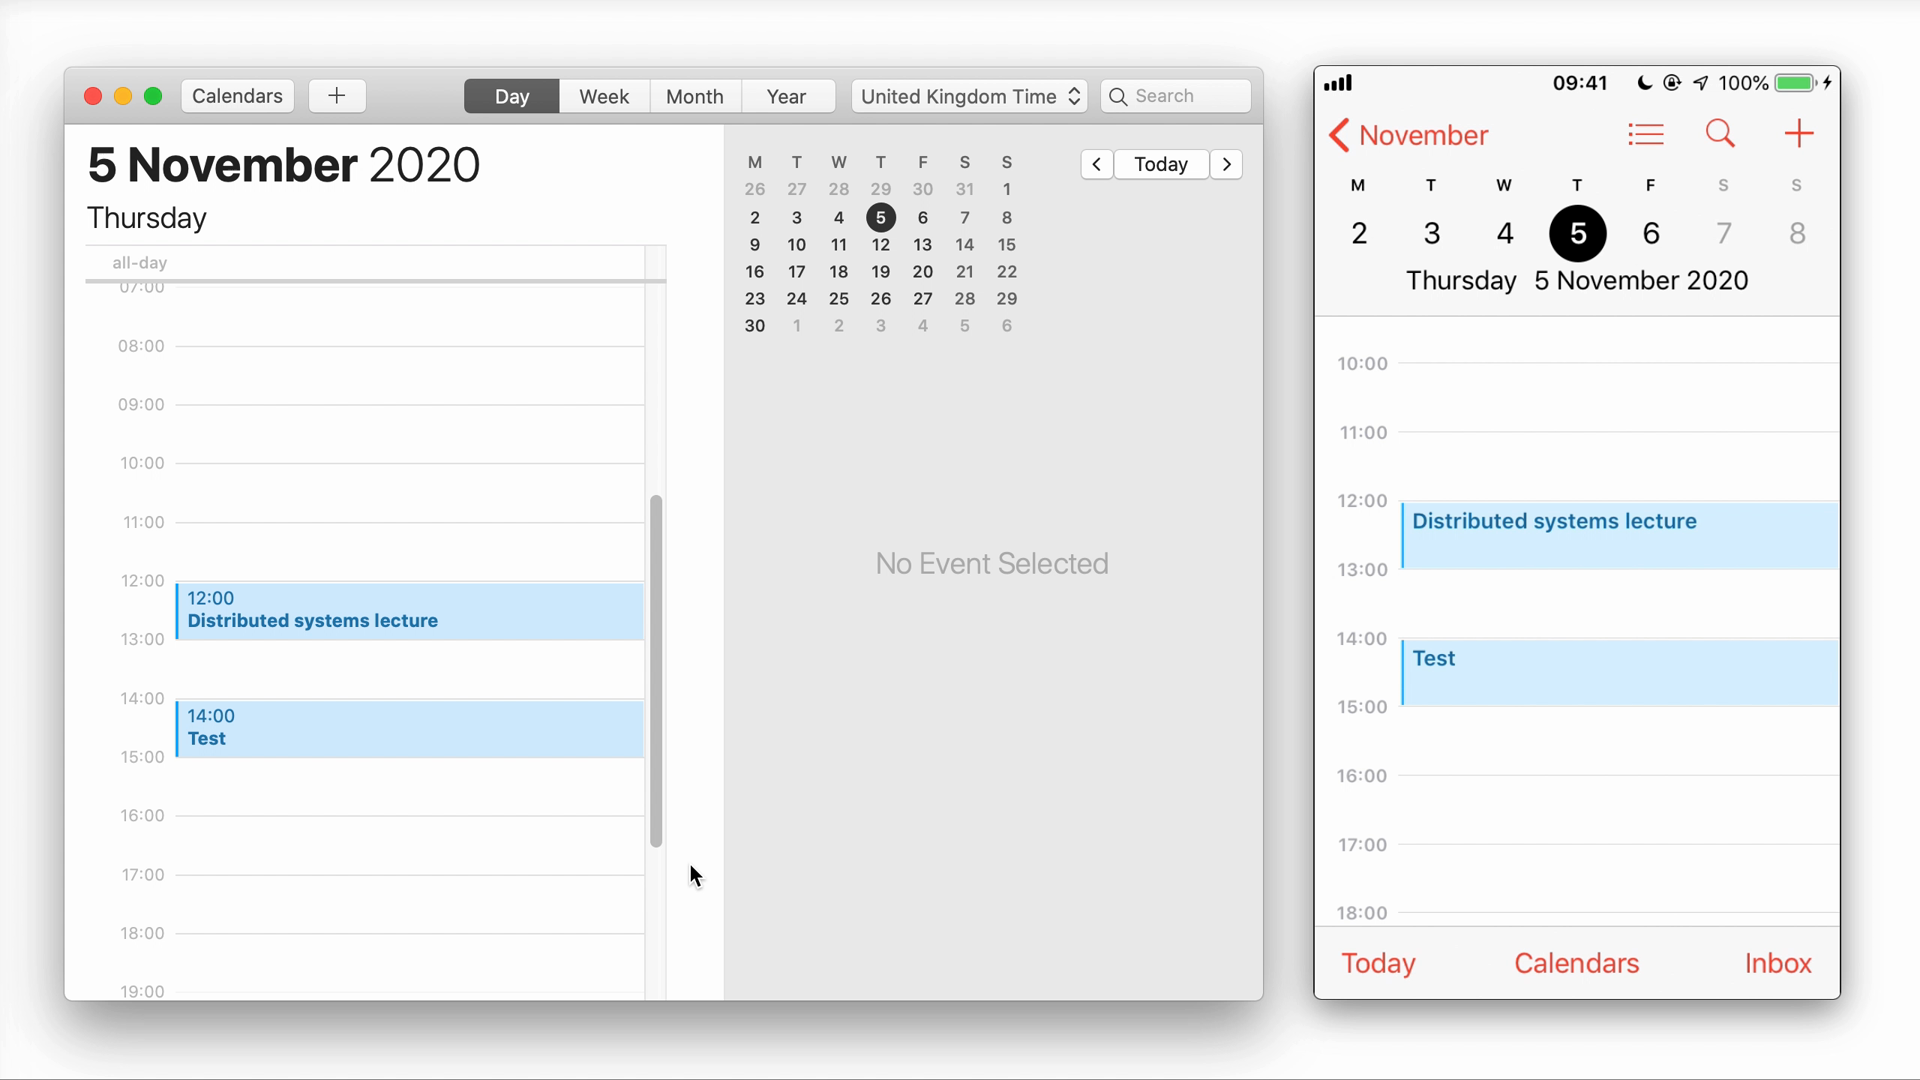 Calendars
+
Day Week Month Year
United Kingdom Time
Search
5 November 2020
Thursday
all-day
07:00
08:00
09:00
10:00
11:00
12:00
12:00
Distributed systems lecture
13:00
14:00
14:00
Test
15:00
16:00
17:00
18:00
19:00
M T W T F S S
26 27 28 29 30 31 1
2 3 4 5 6 7 8
9 10 11 12 13 14 15
16 17 18 19 20 21 22
23 24 25 26 27 28 29
30 1 2 3 4 5 6
< Today >
No Event Selected
09:41 100%
November
M T W T F S S
2 3 4 5 6 7 8
Thursday 5 November 2020
10:00
11:00
12:00
Distributed systems lecture
13:00
14:00
Test
15:00
16:00
17:00
18:00
Today Calendars Inbox